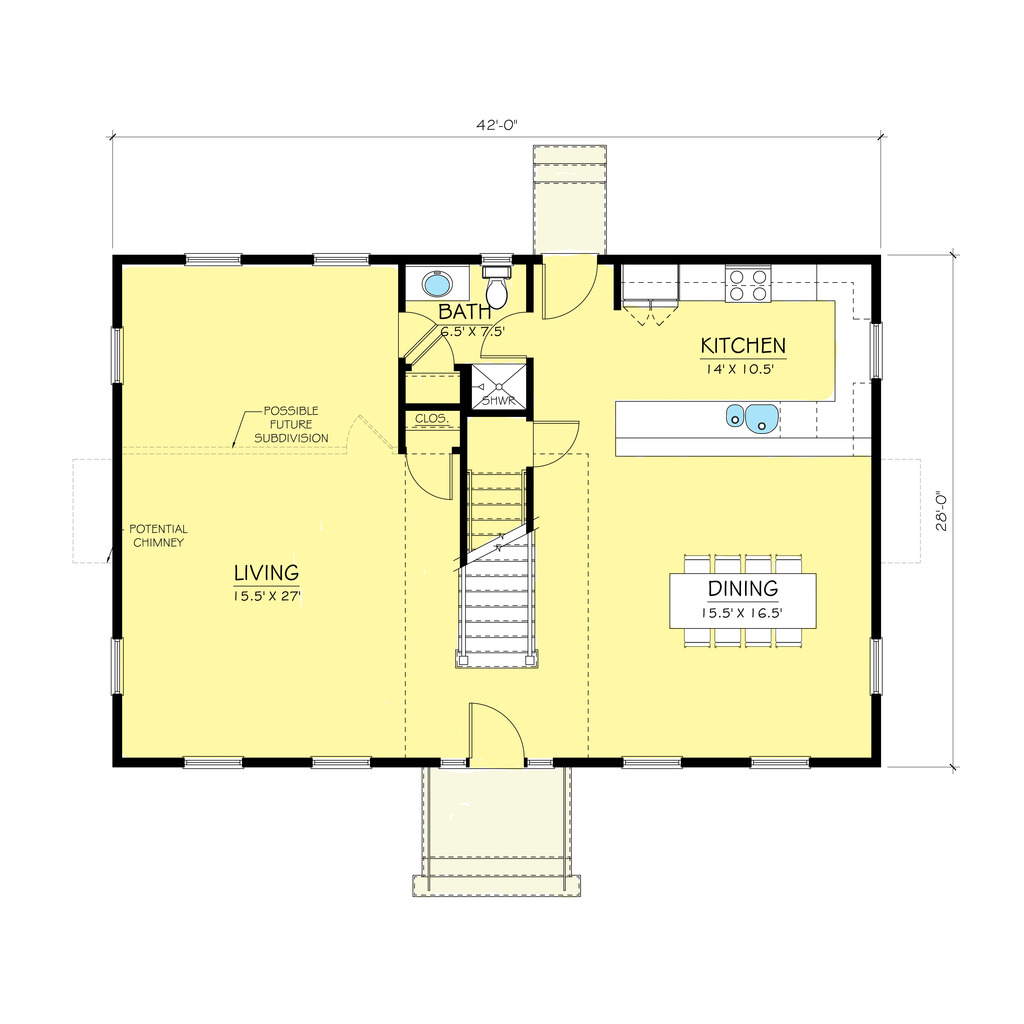 42'-0"
BATH
6.5' X 7.5'
KITCHEN
14' X 10.5'
SHWR
CLOS.
POSSIBLE
FUTURE
SUBDIVISION
28'-0"
POTENTIAL
CHIMNEY
LIVING
15.5' X 27'
DINING
15.5' X 16.5'